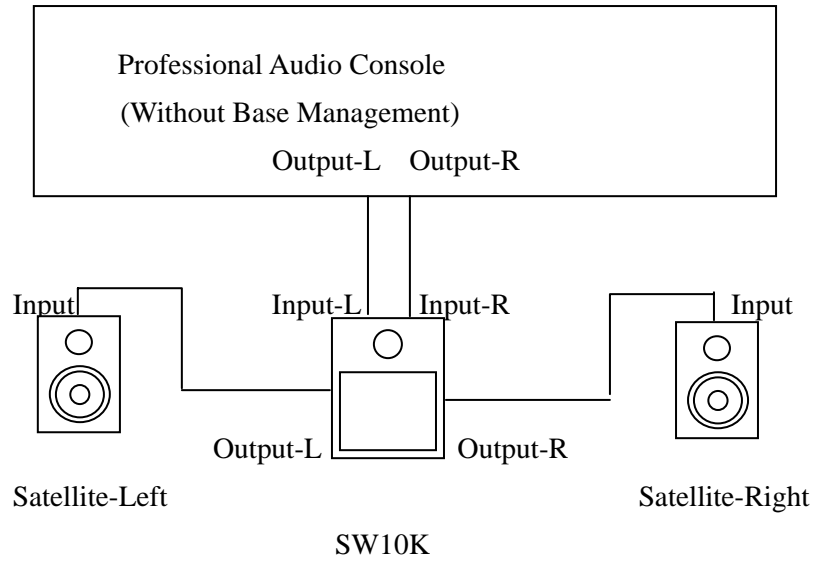 Professional Audio Console
(Without Base Management)
Output-L Output-R
Input Input-L Input-R Input
Output-L Output-R
Satellite-Left Satellite-Right
SW10K